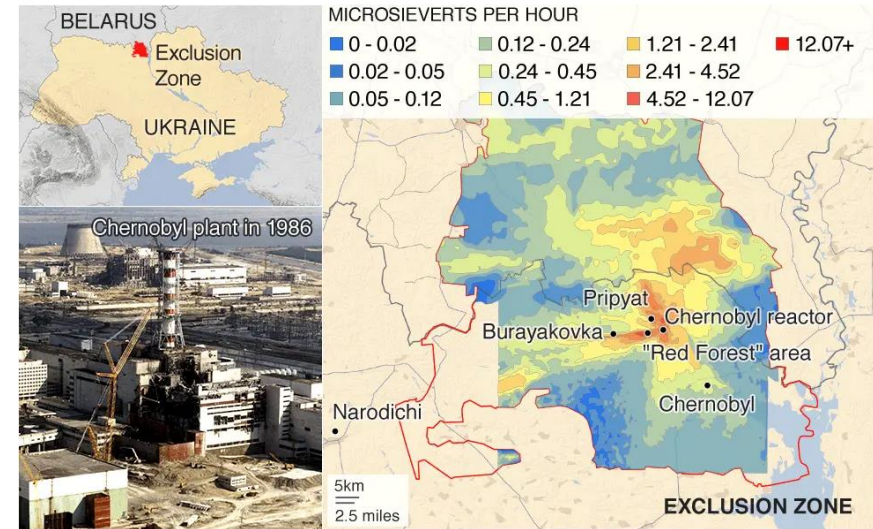 BELARUS
Exclusion
Zone
UKRAINE
Chernobyl plant in 1986
MICROSIEVERTS PER HOUR
0 - 0.02
0.02 - 0.05
0.05 - 0.12
0.12 - 0.24
0.24 - 0.45
0.45 - 1.21
1.21 - 2.41
2.41 - 4.52
4.52 - 12.07
12.07+
Pripyat
Chernobyl reactor
Burayakovka
"Red Forest" area
Chernobyl
Narodichi
5km
2.5 miles
EXCLUSION ZONE